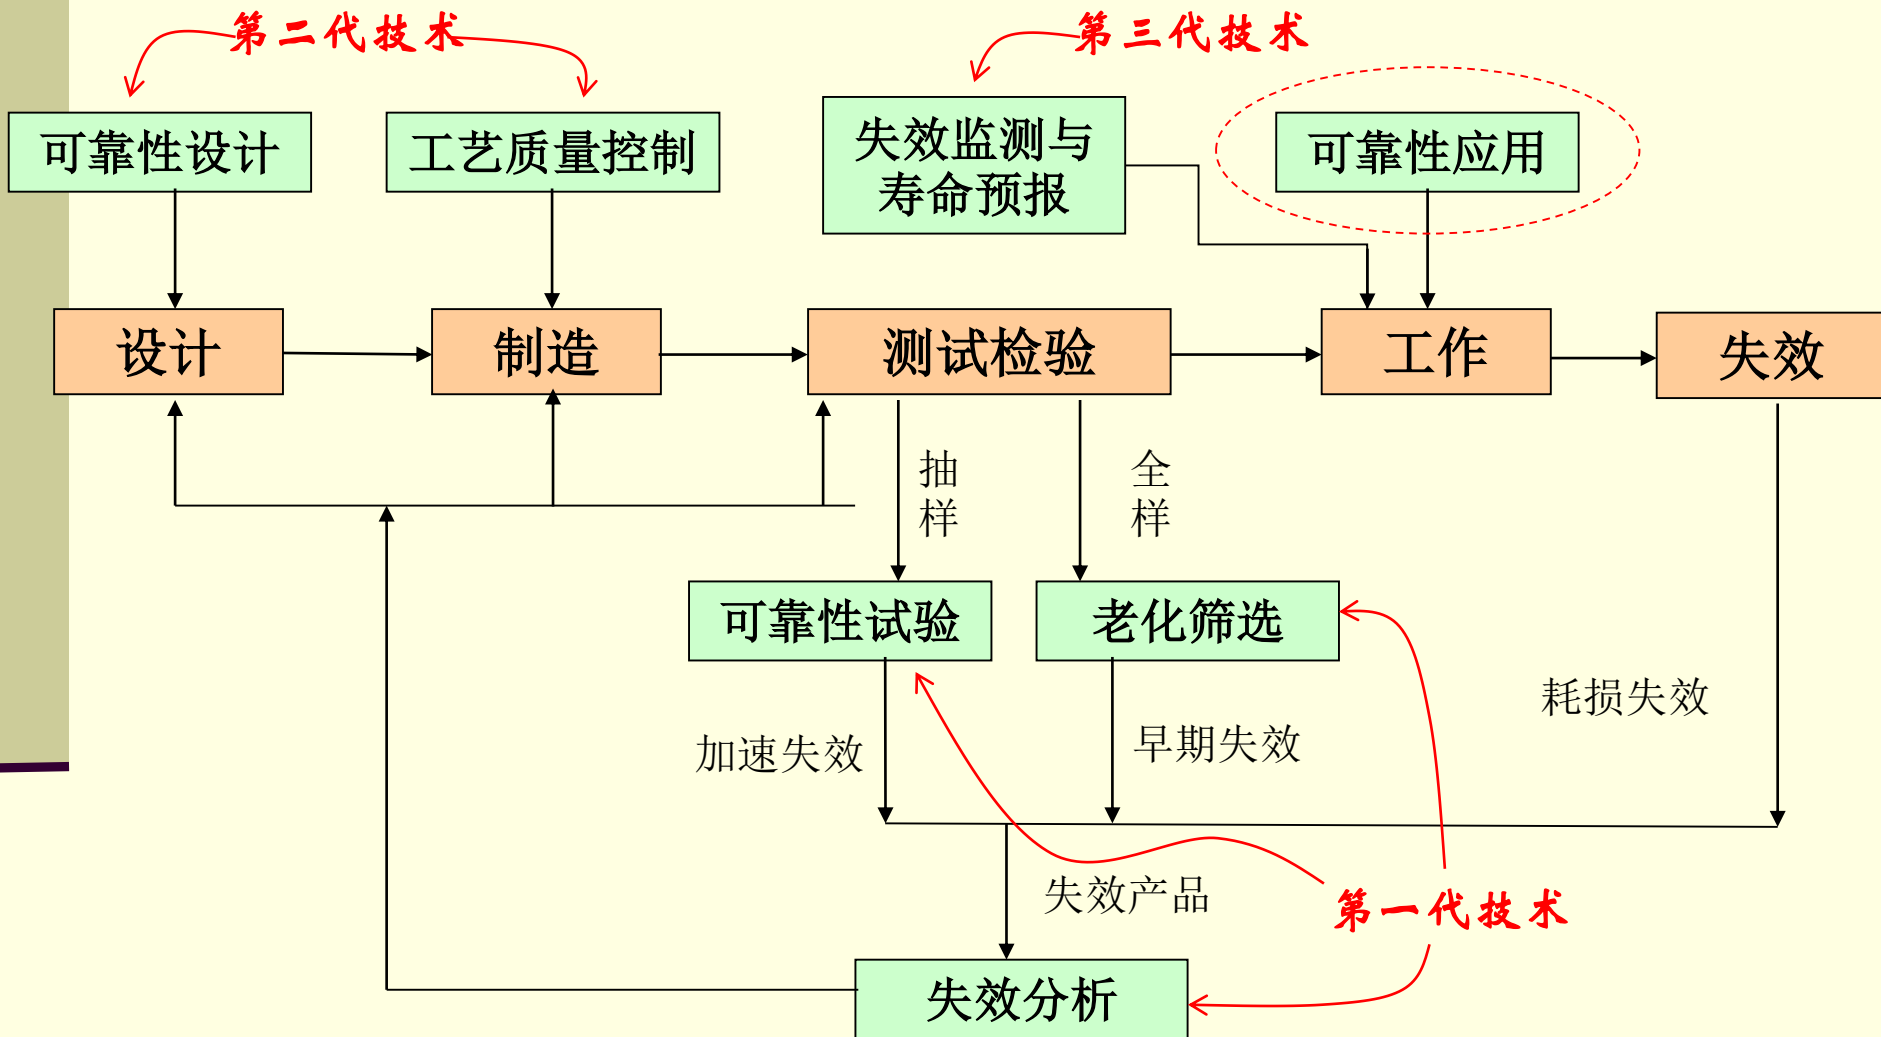 第二代技术
第三代技术
可靠性设计
工艺质量控制
失效监测与
寿命预报
可靠性应用
设计
制造
测试检验
工作
失效
抽
样
全
样
可靠性试验
老化筛选
加速失效
早期失效
耗损失效
失效产品
第一代技术
失效分析